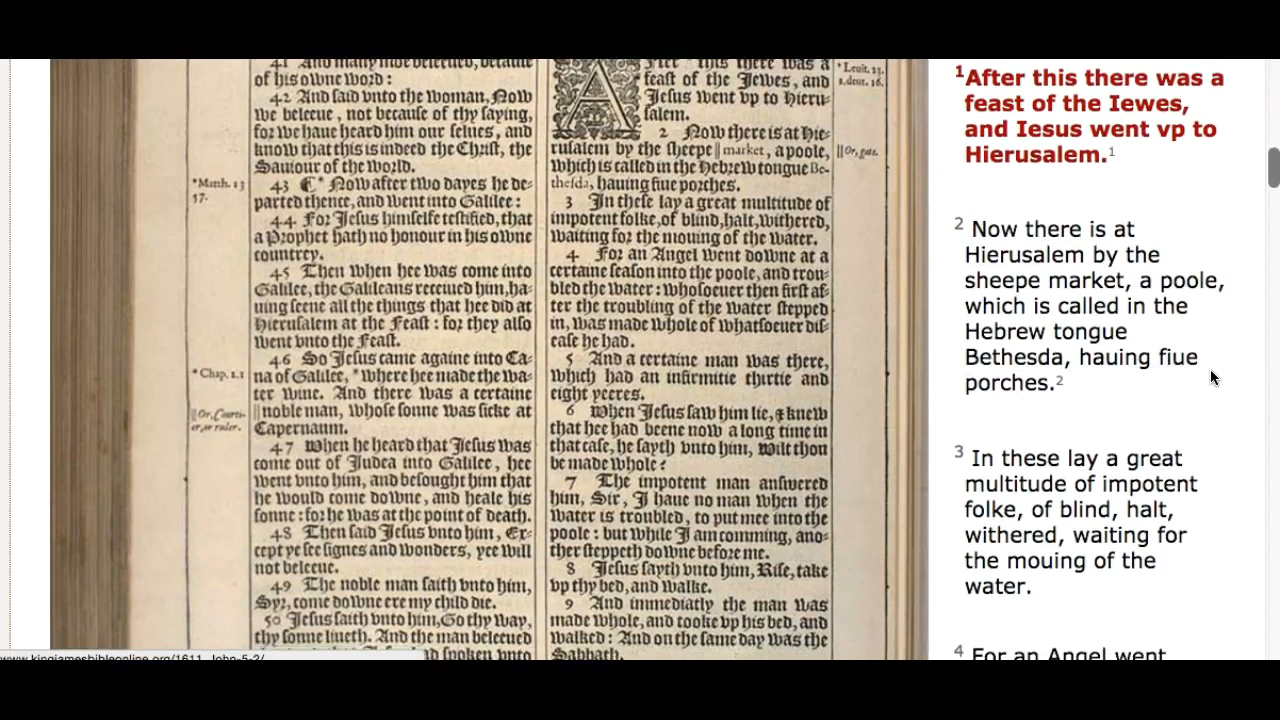 41 And many moe beleeued, because
of his owne word:
42 And said vnto the woman, Now
we beleeue, not because of thy saying,
for we haue heard him our selues, and
know that this is indeed the Christ, the
Sauiour of the world.
*Matth. 13
57.
43 ¶ * Now after two dayes he de-
parted thence, and went into Galilee:
44 For Jesus himselfe testified, that
a Prophet hath no honour in his owne
countrey.
45 Then when hee was come into
Galilee, the Galileans receiued him, ha-
uing seene all the things that hee did at
Hierusalem at the Feast: for they also
went vnto the Feast.
46 So Jesus came againe into Ca-
*Chap. 2.1
na of Galilee, *where hee made the wa-
ter wine. And there was a certaine
||Or, Courti-
er, or ruler.
||noble man, whose sonne was sicke at
Capernaum.
47 When he heard that Jesus was
come out of Judea into Galilee, hee
went vnto him, and besought him that
he would come downe, and heale his
sonne: for he was at the point of death.
48 Then said Jesus vnto him, Ex-
cept ye see signes and wonders, yee will
not beleeue.
49 The noble man saith vnto him,
Syr, come downe ere my child die.
50 Jesus saith vnto him, Go thy way,
thy sonne liueth. And the man beleeued
spoken vnto
After this there was a
feast of the Jewes, and
Jesus went vp to Hieru-
salem.
*Leuit. 23.
2 Now there is at Hie-
rusalem by the sheepe ||market, a poole,
||Or, gate.
which is called in the Hebrew tongue Be-
thesda, hauing fiue porches.
3 In these lay a great multitude of
impotent folke, of blind, halt, withered,
waiting for the mouing of the water.
4 For an Angel went downe at a
certaine season into the poole, and trou-
bled the water: whosoeuer then first af-
ter the troubling of the water stepped
in, was made whole of whatsoeuer dis-
ease he had.
5 And a certaine man was there,
which had an infirmitie thirtie and
eight yeeres.
6 When Jesus saw him lie, & knew
that hee had beene now a long time in
that case, he sayth vnto him, Wilt thou
be made whole?
7 The impotent man answered
him, Sir, I haue no man when the
water is troubled, to put mee into the
poole: but while I am comming, ano-
ther steppeth downe before me.
8 Jesus sayth vnto him, Rise, take
vp thy bed, and walke.
9 And immediatly the man was
made whole, and tooke vp his bed, and
walked: And on the same day was the
Sabbath.
1After this there was a
feast of the Iewes,
and Iesus went vp to
Hierusalem.1
2 Now there is at
Hierusalem by the
sheepe market, a poole,
which is called in the
Hebrew tongue
Bethesda, hauing fiue
porches.2
3 In these lay a great
multitude of impotent
folke, of blind, halt,
withered, waiting for
the mouing of the
water.
4 For an Angel went
www.kingjamesbibleonline.org/1611_John-5-2/